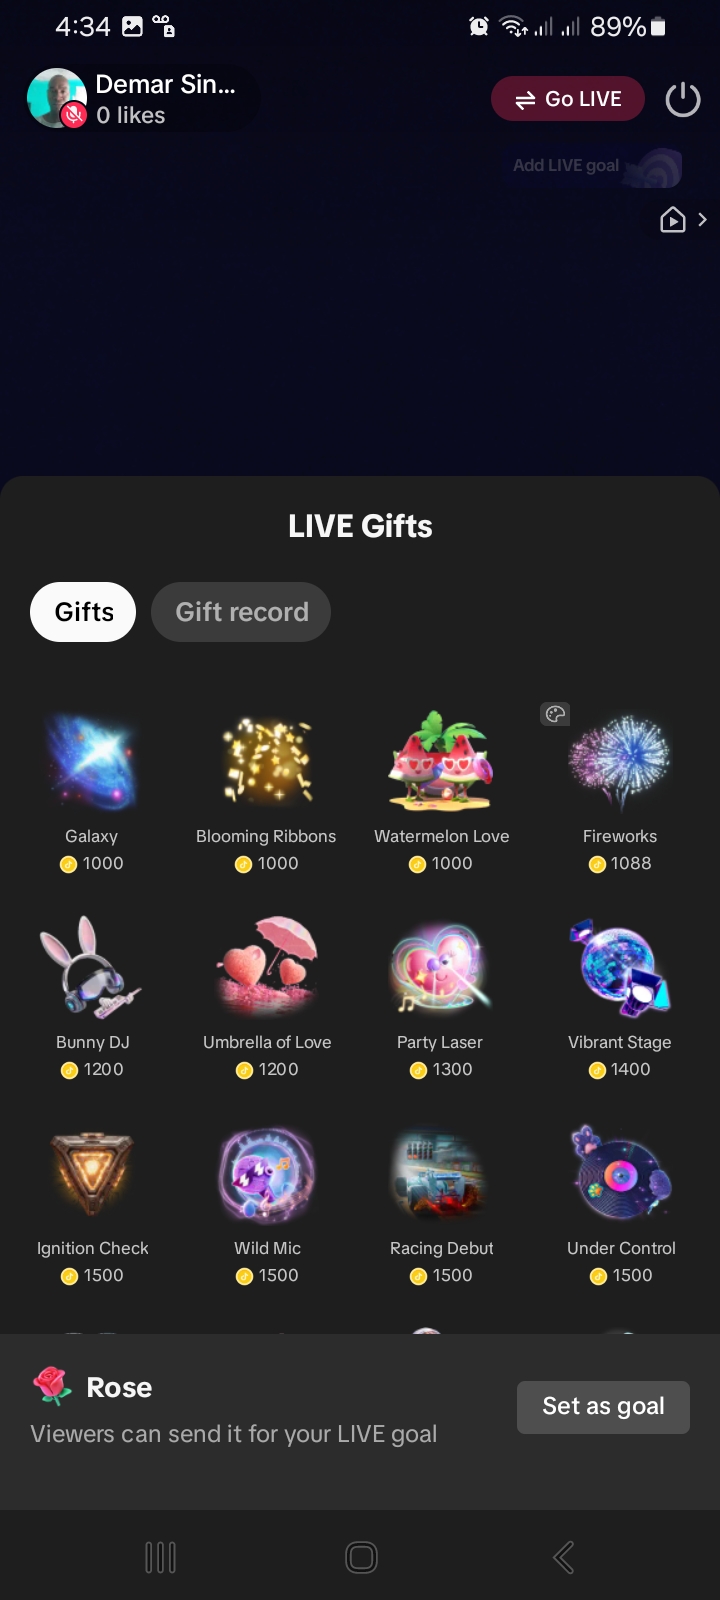 4:34
89%
Demar Sin...
0 likes
Go LIVE
Add LIVE goal
LIVE Gifts
Gifts
Gift record
Galaxy
Blooming Ribbons
Watermelon Love
Fireworks
1000
1000
1000
1088
Bunny DJ
Umbrella of Love
Party Laser
Vibrant Stage
1200
1200
1300
1400
Ignition Check
Wild Mic
Racing Debut
Under Control
1500
1500
1500
1500
Rose
Viewers can send it for your LIVE goal
Set as goal